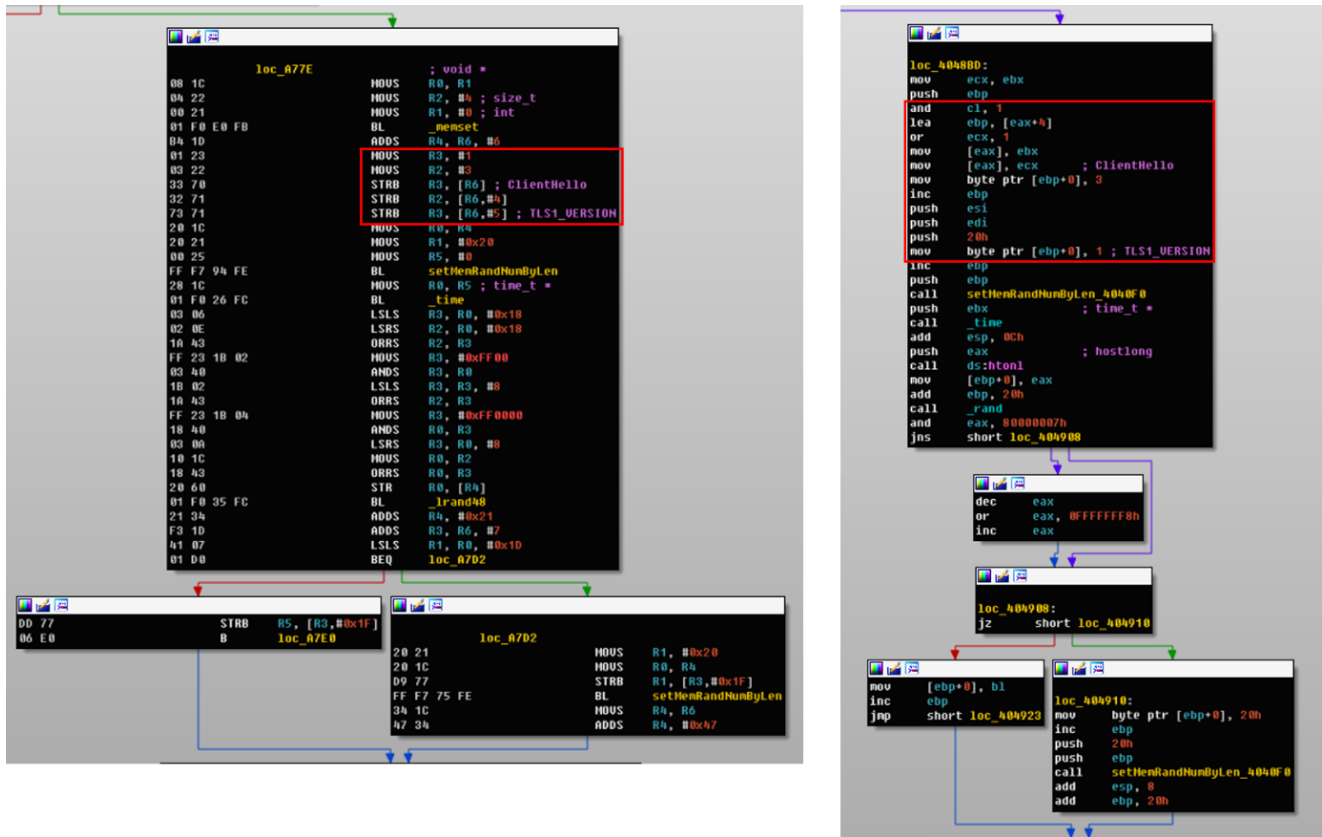 loc_A77E ; void *
08 1C MOVS R0, R1
04 22 MOVS R2, #4 ; size_t
00 21 MOVS R1, #0 ; int
01 F0 E0 FB BL _memset
B4 1D ADDS R4, R6, #6
01 23 MOVS R3, #1
03 22 MOVS R2, #3
33 70 STRB R3, [R6] ; ClientHello
32 71 STRB R2, [R6,#4]
73 71 STRB R3, [R6,#5] ; TLS1_VERSION
20 1C MOVS R0, R4
20 21 MOVS R1, #0x20
00 25 MOVS R5, #0
FF F7 94 FE BL setMemRandNumByLen
28 1C MOVS R0, R5 ; time_t *
01 F0 26 FC BL _time
03 06 LSLS R3, R0, #0x18
02 0E LSRS R2, R0, #0x18
1A 43 ORRS R2, R3
FF 23 1B 02 MOVS R3, #0xFF00
03 40 ANDS R3, R0
1B 02 LSLS R3, R3, #8
1A 43 ORRS R2, R3
FF 23 1B 04 MOVS R3, #0xFF0000
18 40 ANDS R0, R3
03 0A LSRS R3, R0, #8
10 1C MOVS R0, R2
18 43 ORRS R0, R3
20 60 STR R0, [R4]
01 F0 35 FC BL _lrand48
21 34 ADDS R4, #0x21
F3 1D ADDS R3, R6, #7
41 07 LSLS R1, R0, #0x1D
01 D0 BEQ loc_A7D2
DD 77 STRB R5, [R3,#0x1F]
06 E0 B loc_A7E0
loc_A7D2
20 21 MOVS R1, #0x20
20 1C MOVS R0, R4
D9 77 STRB R1, [R3,#0x1F]
FF F7 75 FE BL setMemRandNumByLen
34 1C MOVS R4, R6
47 34 ADDS R4, #0x47
loc_4048BD:
mov ecx, ebx
push ebp
and cl, 1
lea ebp, [eax+4]
or ecx, 1
mov [eax], ebx
mov [eax], ecx ; ClientHello
mov byte ptr [ebp+0], 3
inc ebp
push esi
push edi
push 20h
mov byte ptr [ebp+0], 1 ; TLS1_VERSION
inc ebp
push ebp
call setMemRandNumByLen_4040F0
push ebx ; time_t *
call _time
add esp, 0Ch
push eax ; hostlong
call ds:htonl
mov [ebp+0], eax
add ebp, 20h
call _rand
and eax, 80000007h
jns short loc_404908
dec eax
or eax, 0FFFFFFF8h
inc eax
loc_404908:
jz short loc_404910
mov [ebp+0], bl
inc ebp
jmp short loc_404923
loc_404910:
mov byte ptr [ebp+0], 20h
inc ebp
push 20h
push ebp
call setMemRandNumByLen_4040F0
add esp, 8
add ebp, 20h